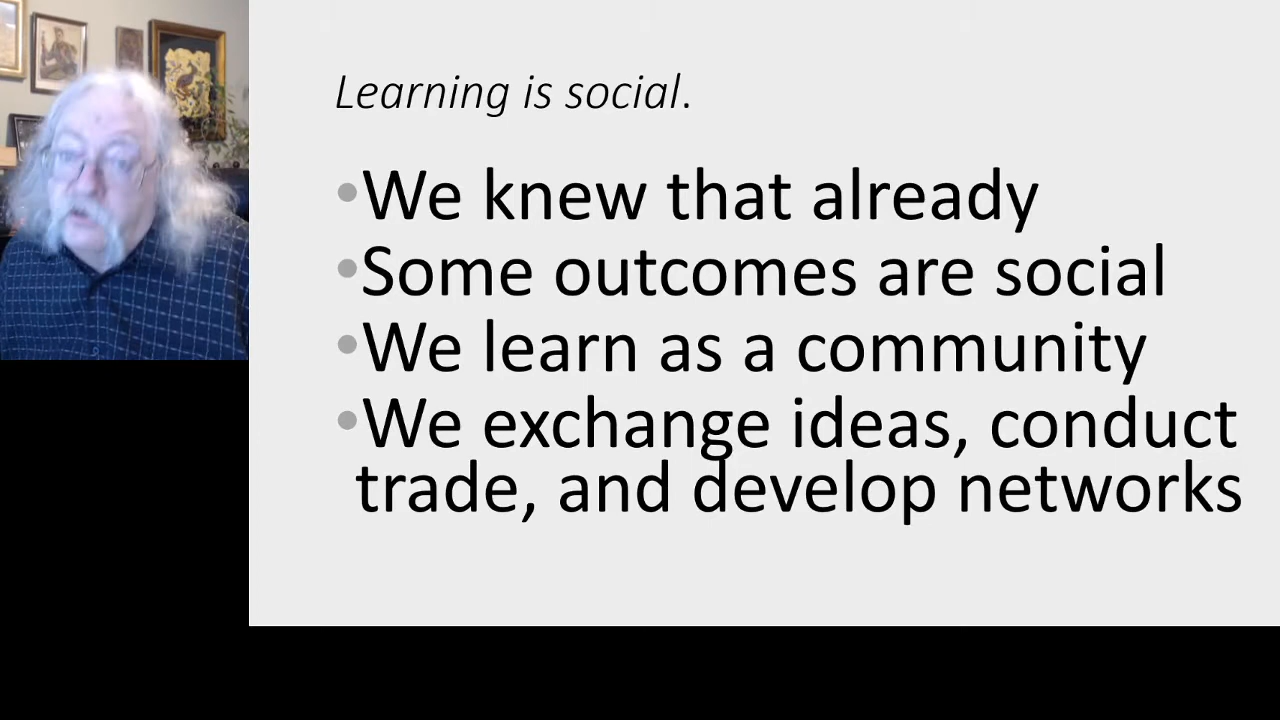 Learning is social.
•We knew that already
•Some outcomes are social
•We learn as a community
•We exchange ideas, conduct
trade, and develop networks